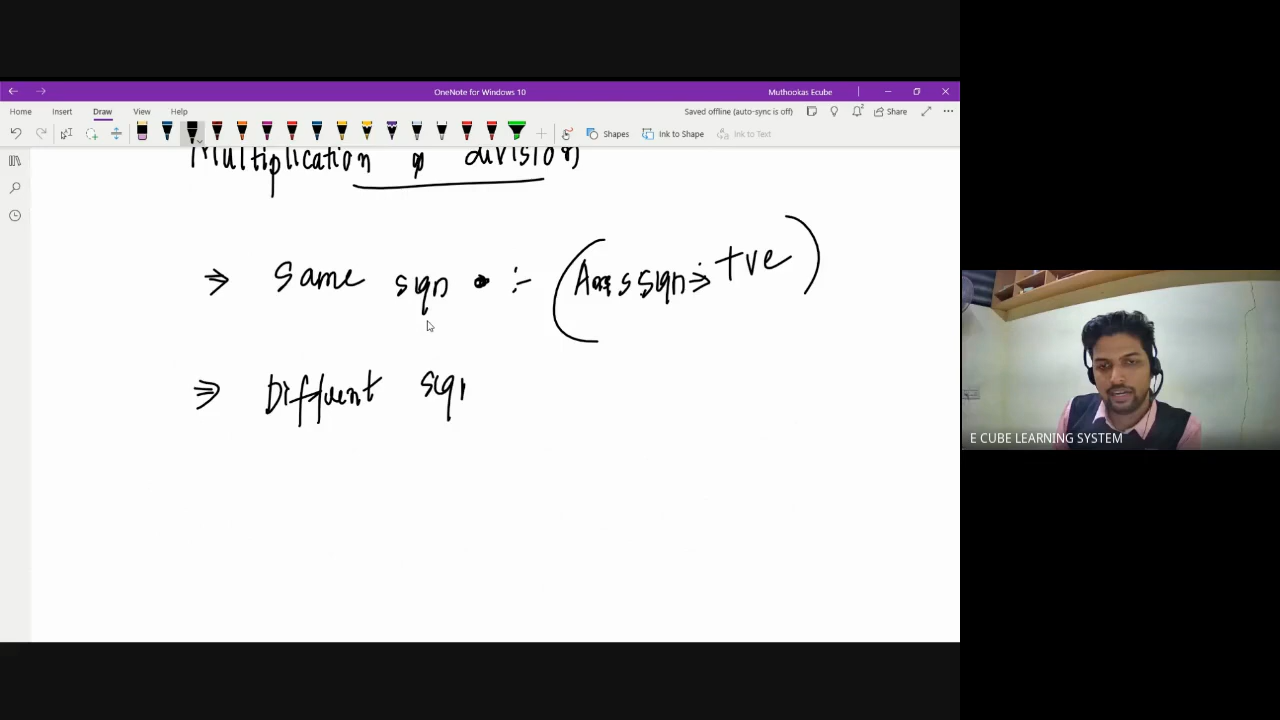 OneNote for Windows 10
Muthookas Ecube
Home Insert Draw View Help
Saved offline (auto-sync is off)
Share
Shapes
Ink to Shape
Ink to Text
Multiplication & division
⇒ Same sign :- ( Ans sign ⇒ +ve )
⇒ Different sign
E CUBE LEARNING SYSTEM